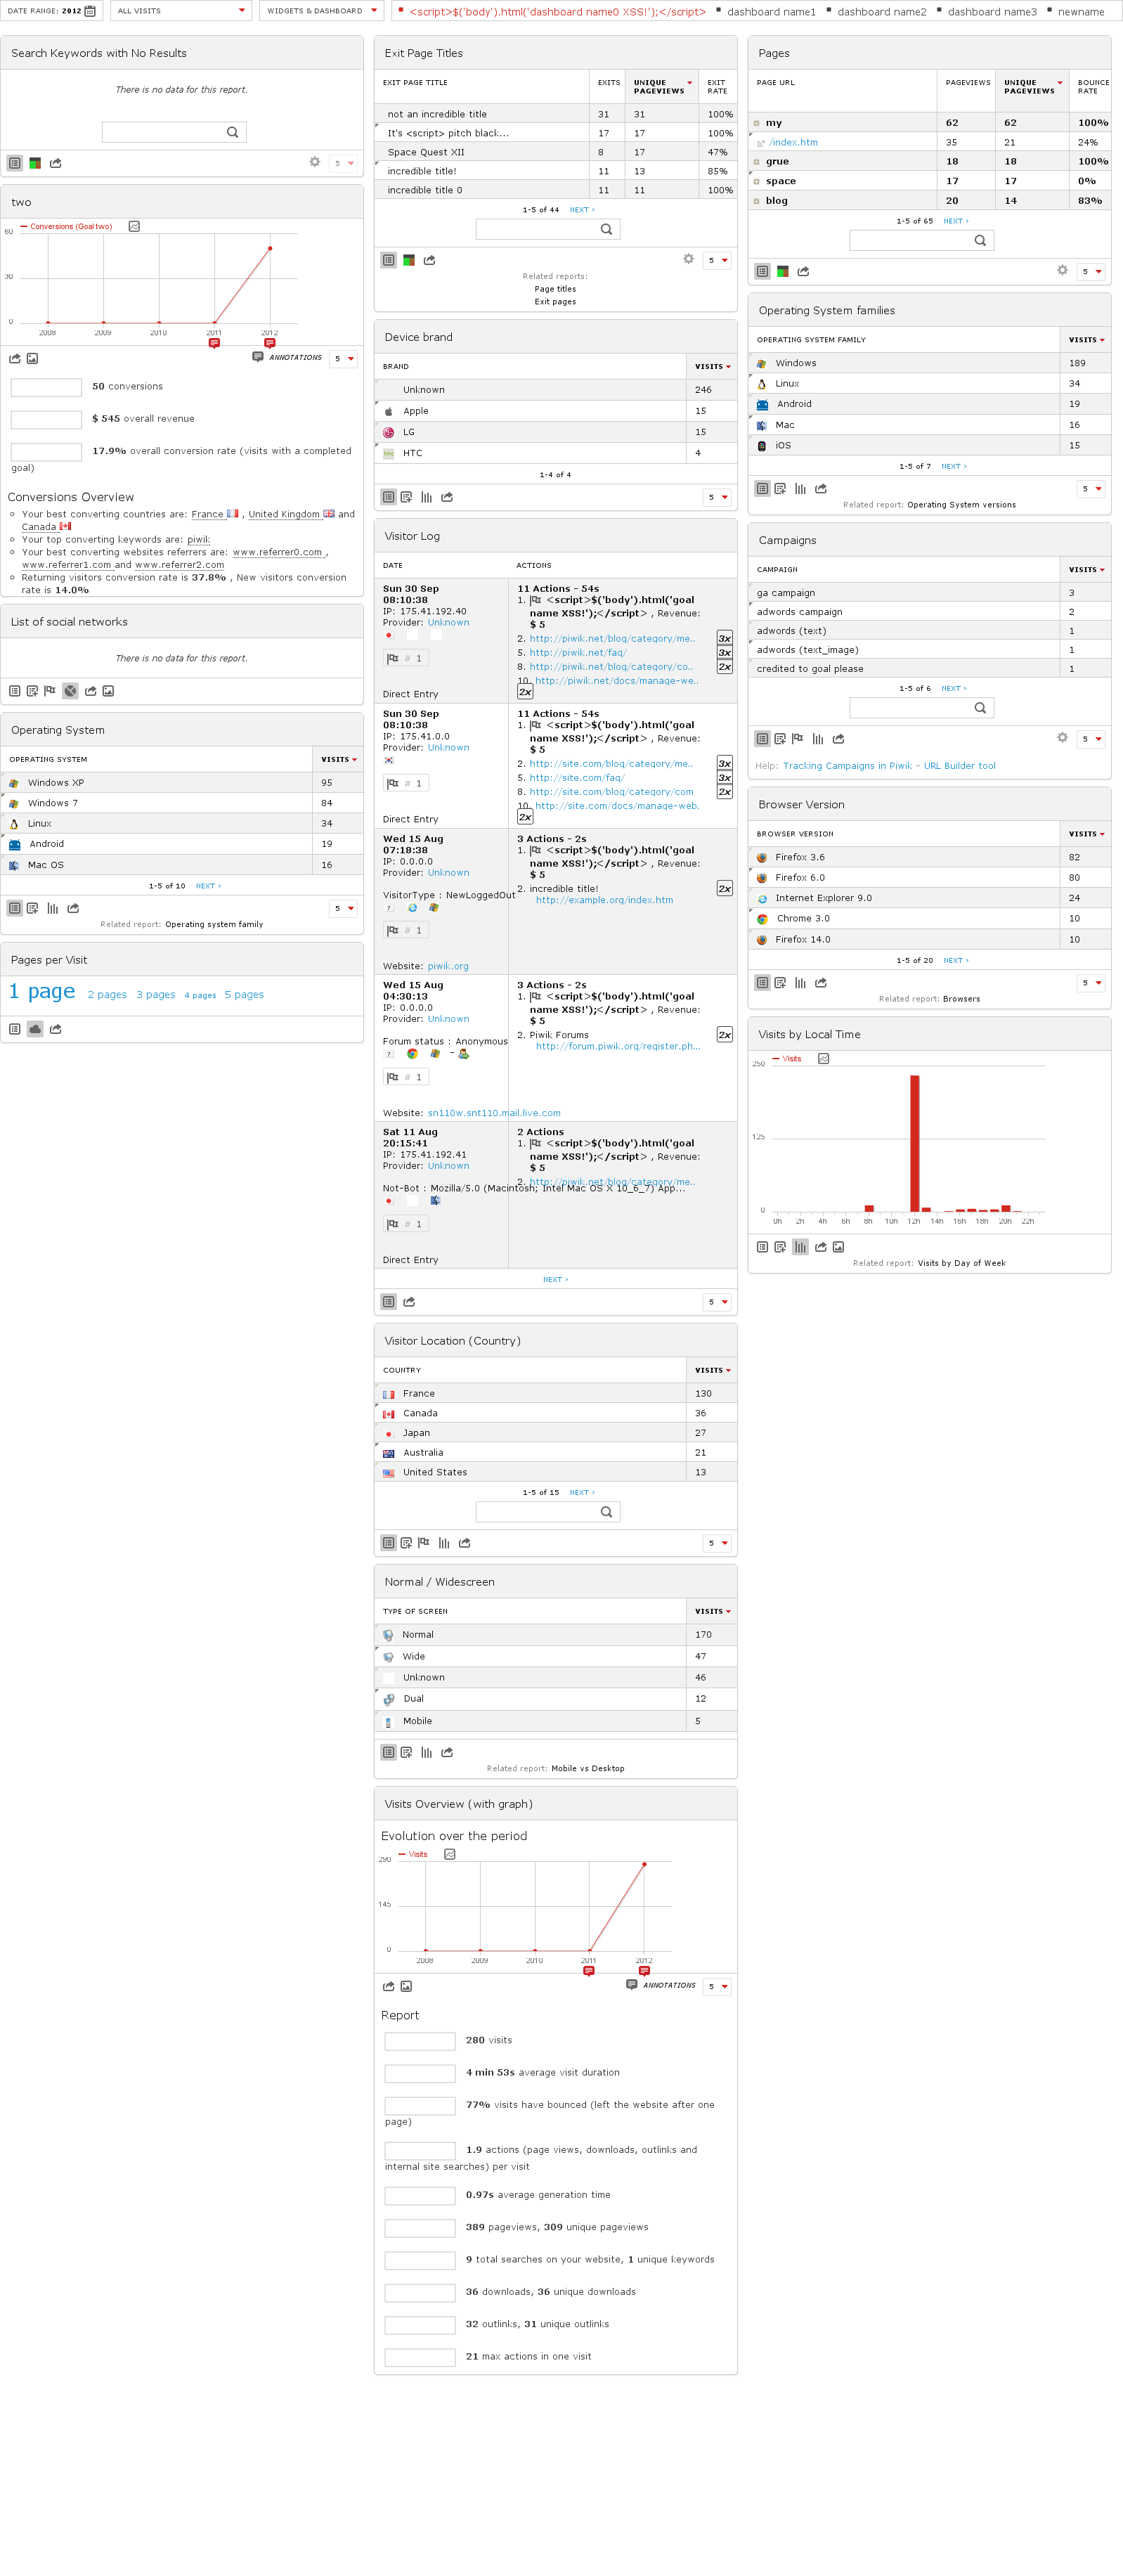 DATE RANGE: 2012
ALL VISITS
WIDGETS & DASHBOARD
<script>$('body').html('dashboard name0 XSS!');</script>
dashboard name1
dashboard name2
dashboard name3
newname
Search Keywords with No Results
There is no data for this report.
5
two
Conversions (Goal two)
60
30
0
2008 2009 2010 2011 2012
ANNOTATIONS 5
50 conversions
$ 545 overall revenue
17.9% overall conversion rate (visits with a completed
goal)
Conversions Overview
Your best converting countries are: France , United Kingdom and
Canada
Your top converting keywords are: piwik
Your best converting websites referrers are: www.referrer0.com ,
www.referrer1.com and www.referrer2.com
Returning visitors conversion rate is 37.8% , New visitors conversion
rate is 14.0%
List of social networks
There is no data for this report.
Operating System
OPERATING SYSTEM VISITS
Windows XP 95
Windows 7 84
Linux 34
Android 19
Mac OS 16
1-5 of 10 NEXT ›
5
Related report: Operating system family
Pages per Visit
1 page 2 pages 3 pages 4 pages 5 pages
Exit Page Titles
EXIT PAGE TITLE EXITS UNIQUE PAGEVIEWS EXIT RATE
not an incredible title 31 31 100%
It's <script> pitch black... 17 17 100%
Space Quest XII 8 17 47%
incredible title! 11 13 85%
incredible title 0 11 11 100%
1-5 of 44 NEXT ›
5
Related reports:
Page titles
Exit pages
Device brand
BRAND VISITS
Unknown 246
Apple 15
LG 15
HTC 4
1-4 of 4
5
Visitor Log
DATE ACTIONS
Sun 30 Sep
08:10:38
IP: 175.41.192.40
Provider: Unknown
# 1
Direct Entry
11 Actions - 54s
1. <script>$('body').html('goal
name XSS!');</script> , Revenue:
$ 5
2. http://piwik.net/blog/category/me.. 3x
5. http://piwik.net/faq/ 3x
8. http://piwik.net/blog/category/co.. 2x
10. http://piwik.net/docs/manage-we..
2x
Sun 30 Sep
08:10:38
IP: 175.41.0.0
Provider: Unknown
# 1
Direct Entry
11 Actions - 54s
1. <script>$('body').html('goal
name XSS!');</script> , Revenue:
$ 5
2. http://site.com/blog/category/me.. 3x
5. http://site.com/faq/ 3x
8. http://site.com/blog/category/com 2x
10. http://site.com/docs/manage-web.
2x
Wed 15 Aug
07:18:38
IP: 0.0.0.0
Provider: Unknown
VisitorType : NewLoggedOut
# 1
Website: piwik.org
3 Actions - 2s
1. <script>$('body').html('goal
name XSS!');</script> , Revenue:
$ 5
2. incredible title! 2x
http://example.org/index.htm
Wed 15 Aug
04:30:13
IP: 0.0.0.0
Provider: Unknown
Forum status : Anonymous
-
# 1
Website: sn110w.snt110.mail.live.com
3 Actions - 2s
1. <script>$('body').html('goal
name XSS!');</script> , Revenue:
$ 5
2. Piwik Forums 2x
http://forum.piwik.org/register.ph...
Sat 11 Aug
20:15:41
IP: 175.41.192.41
Provider: Unknown
Not-Bot : Mozilla/5.0 (Macintosh; Intel Mac OS X 10_6_7) App...
# 1
Direct Entry
2 Actions
1. <script>$('body').html('goal
name XSS!');</script> , Revenue:
$ 5
2. http://piwik.net/blog/category/me..
NEXT ›
5
Visitor Location (Country)
COUNTRY VISITS
France 130
Canada 36
Japan 27
Australia 21
United States 13
1-5 of 15 NEXT ›
5
Normal / Widescreen
TYPE OF SCREEN VISITS
Normal 170
Wide 47
Unknown 46
Dual 12
Mobile 5
Related report: Mobile vs Desktop
Visits Overview (with graph)
Evolution over the period
Visits
290
145
0
2008 2009 2010 2011 2012
ANNOTATIONS 5
Report
280 visits
4 min 53s average visit duration
77% visits have bounced (left the website after one
page)
1.9 actions (page views, downloads, outlinks and
internal site searches) per visit
0.97s average generation time
389 pageviews, 309 unique pageviews
9 total searches on your website, 1 unique keywords
36 downloads, 36 unique downloads
32 outlinks, 31 unique outlinks
21 max actions in one visit
Pages
PAGE URL PAGEVIEWS UNIQUE PAGEVIEWS BOUNCE RATE
my 62 62 100%
/index.htm 35 21 24%
grue 18 18 100%
space 17 17 0%
blog 20 14 83%
1-5 of 65 NEXT ›
5
Operating System families
OPERATING SYSTEM FAMILY VISITS
Windows 189
Linux 34
Android 19
Mac 16
iOS 15
1-5 of 7 NEXT ›
5
Related report: Operating System versions
Campaigns
CAMPAIGN VISITS
ga campaign 3
adwords campaign 2
adwords (text) 1
adwords (text_image) 1
credited to goal please 1
1-5 of 6 NEXT ›
5
Help: Tracking Campaigns in Piwik - URL Builder tool
Browser Version
BROWSER VERSION VISITS
Firefox 3.6 82
Firefox 6.0 80
Internet Explorer 9.0 24
Chrome 3.0 10
Firefox 14.0 10
1-5 of 20 NEXT ›
5
Related report: Browsers
Visits by Local Time
Visits
250
125
0
0h 2h 4h 6h 8h 10h 12h 14h 16h 18h 20h 22h
Related report: Visits by Day of Week